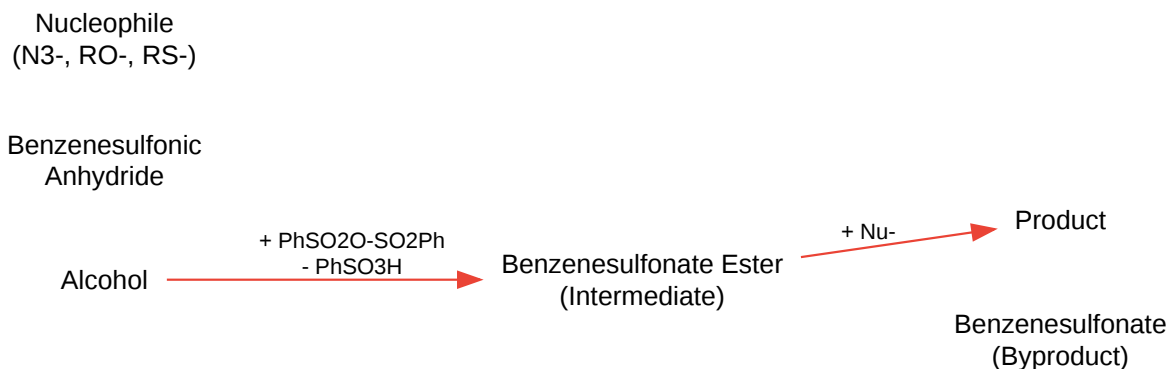 Nucleophile
(N3-, RO-, RS-)
Benzenesulfonic
Anhydride
+ PhSO2O-SO2Ph
- PhSO3H
Alcohol
Benzenesulfonate Ester
(Intermediate)
+ Nu-
Product
Benzenesulfonate
(Byproduct)